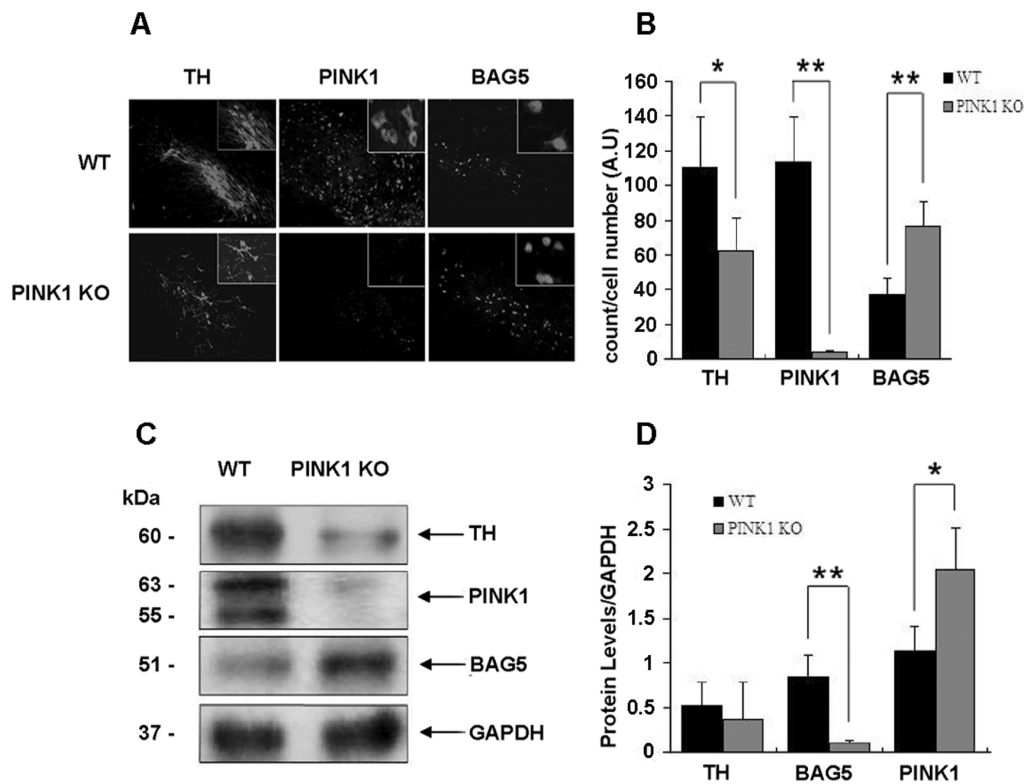 A
TH PINK1 BAG5
WT
PINK1 KO
B
count/cell number (A.U)
160
140
120
100
80
60
40
20
0
* ** **
WT
PINK1 KO
TH PINK1 BAG5
C
WT PINK1 KO
kDa
60 - TH
63 -
PINK1
55 -
51 - BAG5
37 - GAPDH
D
Protein Levels/GAPDH
3
2.5
2
1.5
1
0.5
0
WT
PINK1 KO
** *
TH BAG5 PINK1